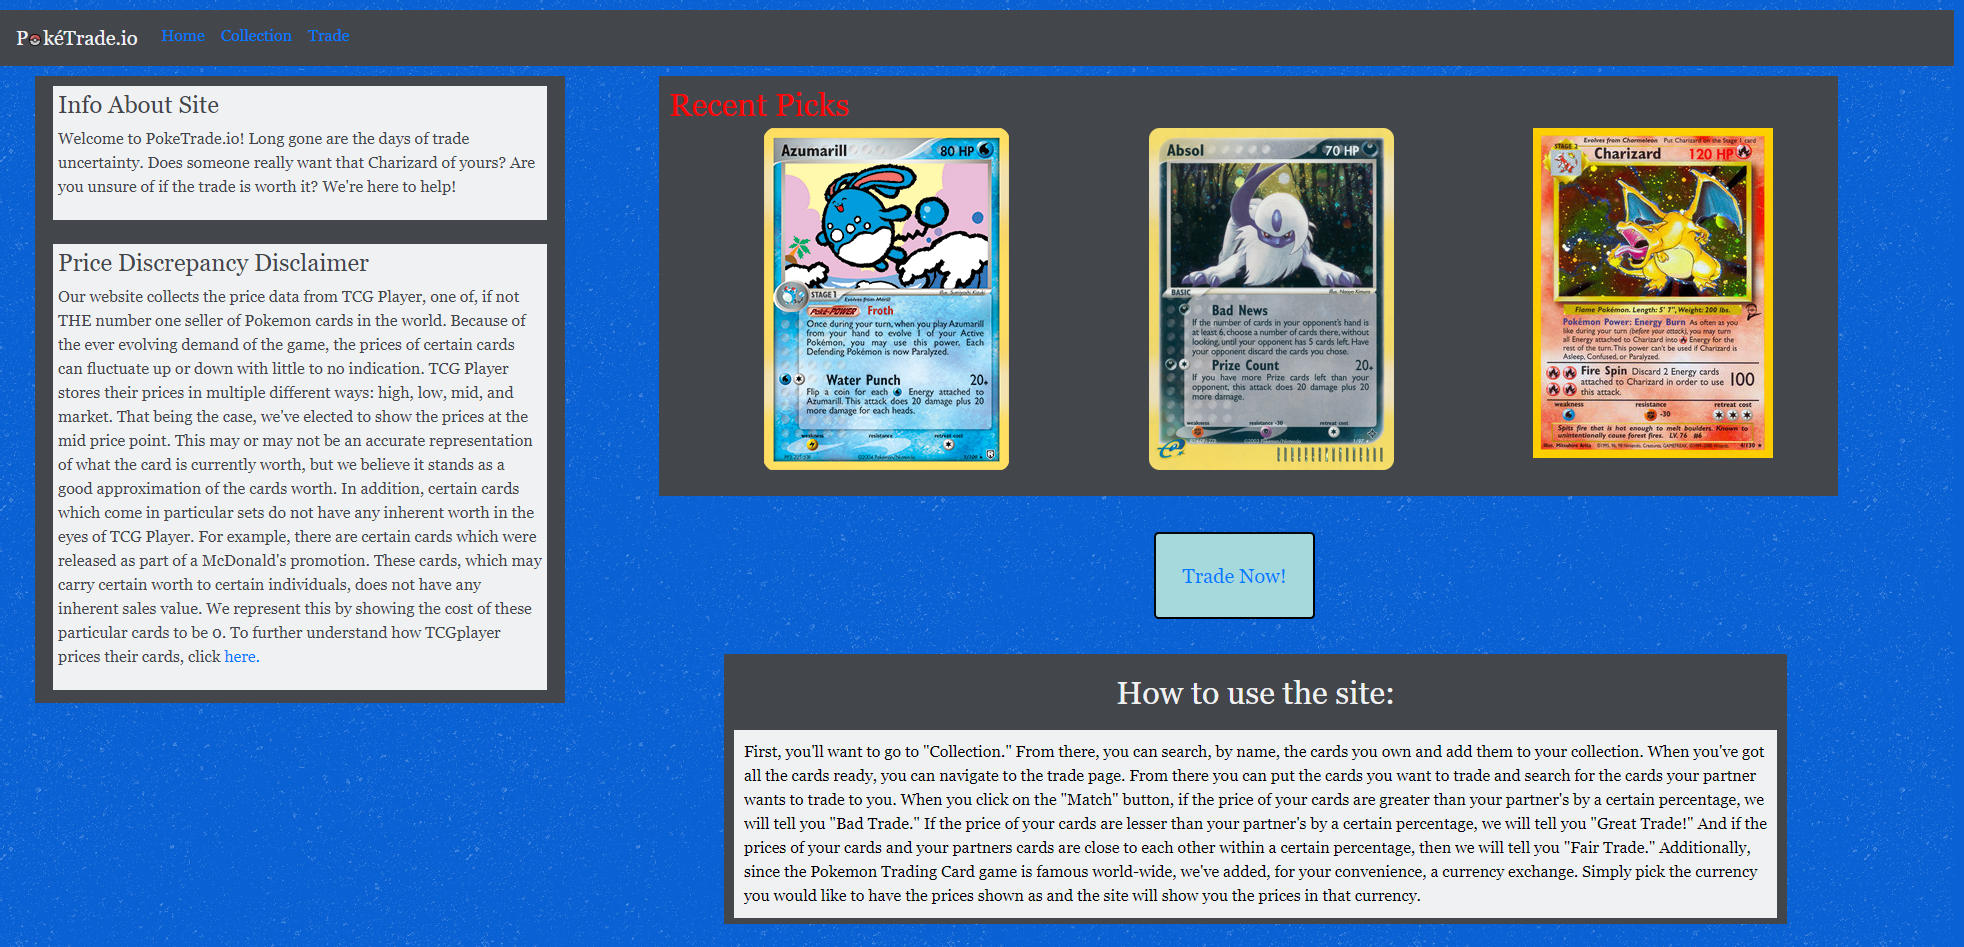 PokéTrade.io Home Collection Trade
Info About Site
Welcome to PokeTrade.io! Long gone are the days of trade
uncertainty. Does someone really want that Charizard of yours? Are
you unsure of if the trade is worth it? We're here to help!
Price Discrepancy Disclaimer
Our website collects the price data from TCG Player, one of, if not
THE number one seller of Pokemon cards in the world. Because of
the ever evolving demand of the game, the prices of certain cards
can fluctuate up or down with little to no indication. TCG Player
stores their prices in multiple different ways: high, low, mid, and
market. That being the case, we've elected to show the prices at the
mid price point. This may or may not be an accurate representation
of what the card is currently worth, but we believe it stands as a
good approximation of the cards worth. In addition, certain cards
which come in particular sets do not have any inherent worth in the
eyes of TCG Player. For example, there are certain cards which were
released as part of a McDonald's promotion. These cards, which may
carry certain worth to certain individuals, does not have any
inherent sales value. We represent this by showing the cost of these
particular cards to be 0. To further understand how TCGplayer
prices their cards, click here.
Recent Picks
Azumarill 80 HP
STAGE 1 Evolves from Marill
Poké-POWER Froth
Once during your turn, when you play Azumarill
from your hand to evolve 1 of your Active
Pokémon, you may use this power. Each
Defending Pokémon is now Paralyzed.
Water Punch 20+
Flip a coin for each Energy attached to
Azumarill. This attack does 20 damage plus 20
more damage for each heads.
weakness resistance retreat cost
Absol 70 HP
BASIC
Bad News
If the number of cards in your opponent's hand is
at least 6, choose a number of cards there, without
looking, until your opponent has 5 cards left. Have
your opponent discard the cards you chose.
Prize Count 20+
If you have more Prize cards left than your
opponent, this attack does 20 damage plus 20
more damage.
weakness resistance -30 retreat cost
Evolves from Charmeleon Put Charizard on the Stage 1 card
STAGE 2 Charizard 120 HP
Flame Pokémon. Length: 5' 7", Weight: 200 lbs.
Pokémon Power: Energy Burn As often as you
like during your turn (before your attack), you may turn
all Energy attached to Charizard into Energy for the
rest of the turn. This power can't be used if Charizard is
Asleep, Confused, or Paralyzed.
Fire Spin Discard 2 Energy cards
attached to Charizard in order to use 100
this attack.
weakness resistance retreat cost
-30
Spits fire that is hot enough to melt boulders. Known to
unintentionally cause forest fires. LV. 76 #6
4/130
Trade Now!
How to use the site:
First, you'll want to go to "Collection." From there, you can search, by name, the cards you own and add them to your collection. When you've got
all the cards ready, you can navigate to the trade page. From there you can put the cards you want to trade and search for the cards your partner
wants to trade to you. When you click on the "Match" button, if the price of your cards are greater than your partner's by a certain percentage, we
will tell you "Bad Trade." If the price of your cards are lesser than your partner's by a certain percentage, we will tell you "Great Trade!" And if the
prices of your cards and your partners cards are close to each other within a certain percentage, then we will tell you "Fair Trade." Additionally,
since the Pokemon Trading Card game is famous world-wide, we've added, for your convenience, a currency exchange. Simply pick the currency
you would like to have the prices shown as and the site will show you the prices in that currency.